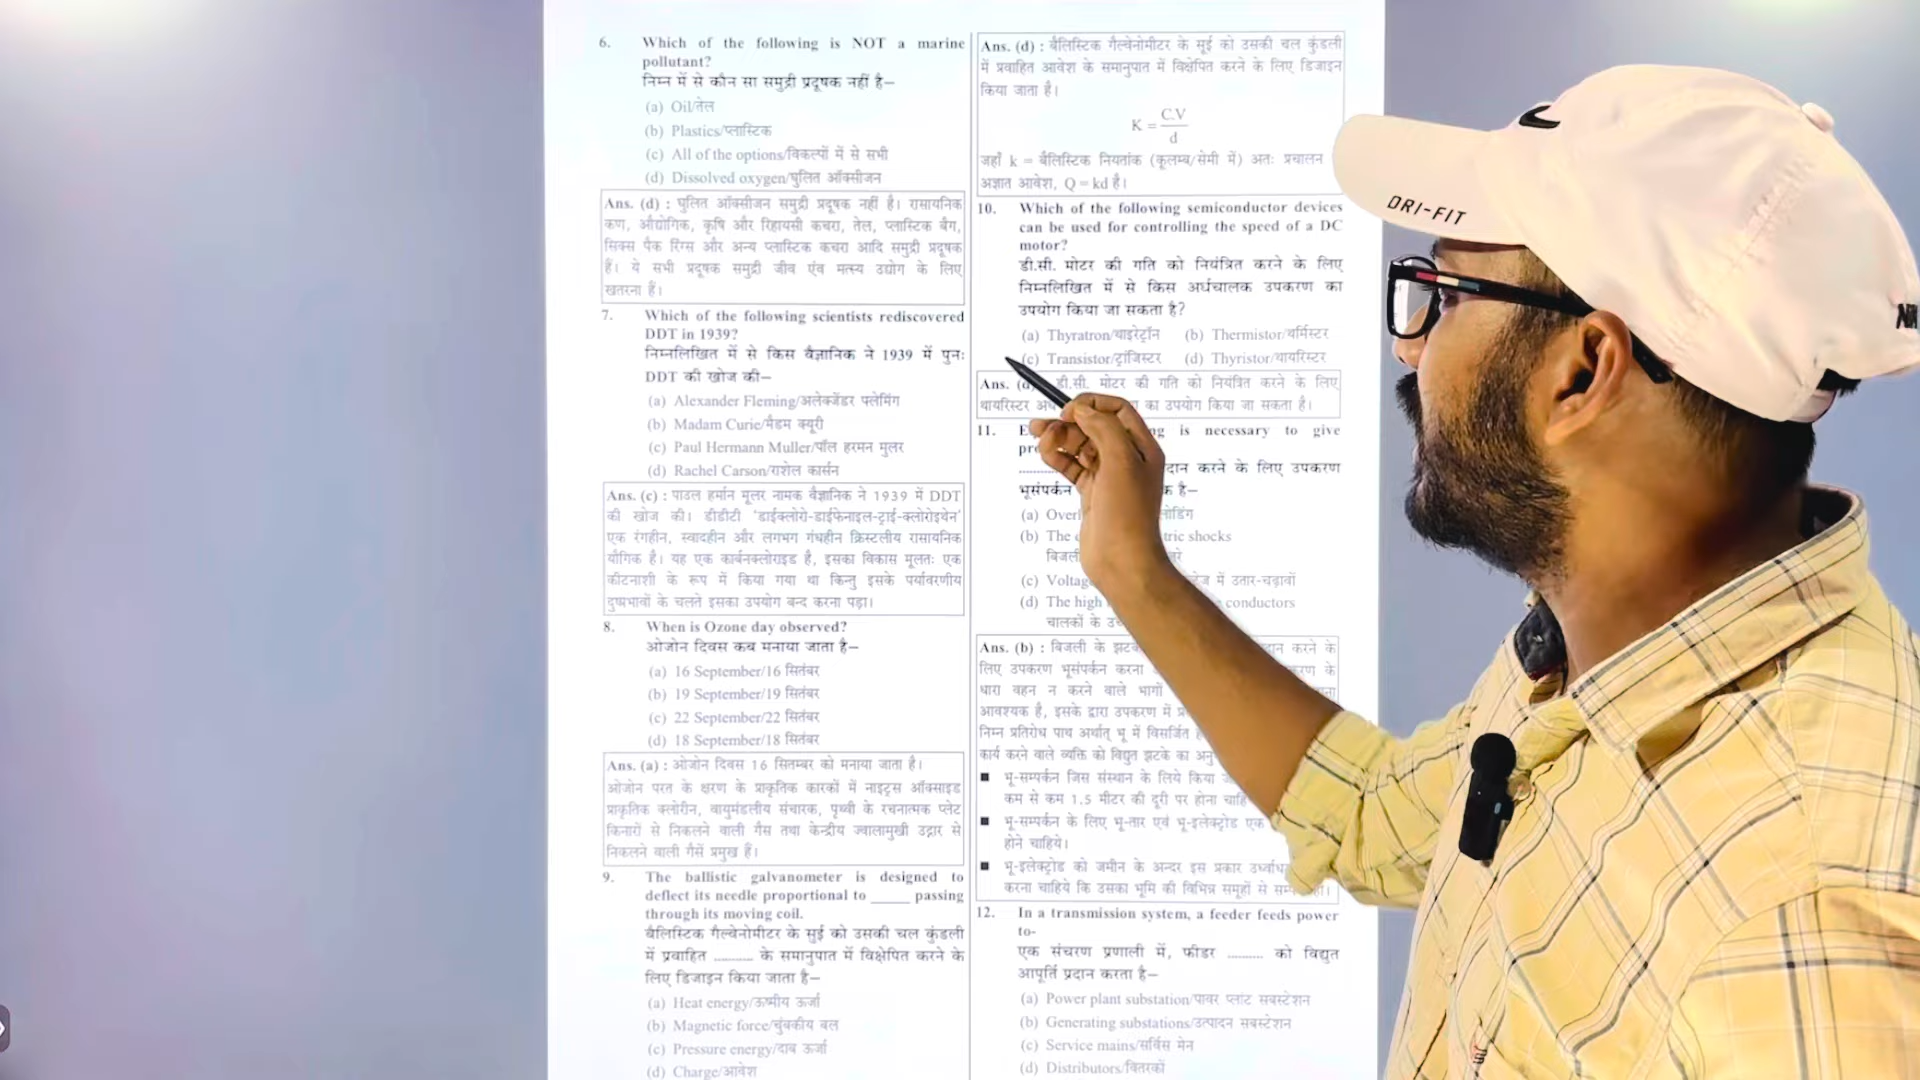 6. Which of the following is NOT a marine
pollutant?
निम्न में से कौन सा समुद्री प्रदूषक नहीं है–
(a) Oil/तेल
(b) Plastics/प्लास्टिक
(c) All of the options/विकल्पों में से सभी
(d) Dissolved oxygen/घुलित ऑक्सीजन
Ans. (d) : घुलित ऑक्सीजन समुद्री प्रदूषक नहीं है। रासायनिक
कण, औद्योगिक, कृषि और रिहायसी कचरा, तेल, प्लास्टिक बैग,
सिक्स पैक रिंग्स और अन्य प्लास्टिक कचरा आदि समुद्री प्रदूषक
हैं। ये सभी प्रदूषक समुद्री जीव एंव मत्स्य उद्योग के लिए
खतरना हैं।
7. Which of the following scientists rediscovered
DDT in 1939?
निम्नलिखित में से किस वैज्ञानिक ने 1939 में पुनः
DDT की खोज की–
(a) Alexander Fleming/अलेक्जेंडर फ्लेमिंग
(b) Madam Curie/मैडम क्यूरी
(c) Paul Hermann Muller/पॉल हरमन मुलर
(d) Rachel Carson/राशेल कार्सन
Ans. (c) : पाउल हर्मान मूलर नामक वैज्ञानिक ने 1939 में DDT
की खोज की। डीडीटी 'डाईक्लोरो-डाईफेनाइल-ट्राई-क्लोरोइथेन'
एक रंगहीन, स्वादहीन और लगभग गंधहीन क्रिस्टलीय रासायनिक
यौगिक है। यह एक कार्बनक्लोराइड है, इसका विकास मूलतः एक
कीटनाशी के रूप में किया गया था किन्तु इसके पर्यावरणीय
दुष्प्रभावों के चलते इसका उपयोग बन्द करना पड़ा।
8. When is Ozone day observed?
ओजोन दिवस कब मनाया जाता है–
(a) 16 September/16 सितंबर
(b) 19 September/19 सितंबर
(c) 22 September/22 सितंबर
(d) 18 September/18 सितंबर
Ans. (a) : ओजोन दिवस 16 सितम्बर को मनाया जाता है।
ओजोन परत के क्षरण के प्राकृतिक कारकों में नाइट्रस ऑक्साइड
प्राकृतिक क्लोरीन, वायुमंडलीय संचारक, पृथ्वी के रचनात्मक प्लेट
किनारों से निकलने वाली गैस तथा केन्द्रीय ज्वालामुखी उद्गार से
निकलने वाली गैसें प्रमुख हैं।
9. The ballistic galvanometer is designed to
deflect its needle proportional to _____ passing
through its moving coil.
बैलिस्टिक गैल्वेनोमीटर के सुई को उसकी चल कुंडली
में प्रवाहित .......... के समानुपात में विक्षेपित करने के
लिए डिजाइन किया जाता है–
(a) Heat energy/ऊष्मीय ऊर्जा
(b) Magnetic force/चुंबकीय बल
(c) Pressure energy/दाब ऊर्जा
(d) Charge/आवेश
Ans. (d) : बैलिस्टिक गैल्वेनोमीटर के सूई को उसकी चल कुंडली
में प्रवाहित आवेश के समानुपात में विक्षेपित करने के लिए डिजाइन
किया जाता है।
K = C.V / d
जहाँ k = बैलिस्टिक नियतांक (कूलम्ब/सेमी में) अतः प्रचालन
अज्ञात आवेश, Q = kd है।
10. Which of the following semiconductor devices
can be used for controlling the speed of a DC
motor?
डी.सी. मोटर की गति को नियंत्रित करने के लिए
निम्नलिखित में से किस अर्धचालक उपकरण का
उपयोग किया जा सकता है?
(a) Thyratron/थाइरेट्रॉन (b) Thermistor/थर्मिस्टर
(c) Transistor/ट्रांजिस्टर (d) Thyristor/थायरिस्टर
Ans. (d) डी.सी. मोटर की गति को नियंत्रित करने के लिए
थायरिस्टर का उपयोग किया जा सकता है।
11. is necessary to give
करने के लिए उपकरण
भूसंपर्कन है–
(a)
(b) The shocks
(c) में उतार-चढ़ावों
(d) The high conductors
चालकों के
Ans. (b) : बिजली के करने के
लिए उपकरण भूसंपर्कन करना
धारा वहन न करने वाले भागों
आवश्यक है, इसके द्वारा उपकरण में
निम्न प्रतिरोध पाथ अर्थात् भू में विसर्जित
कार्य करने वाले व्यक्ति को विद्युत झटके का
■ भू-सम्पर्कन जिस संस्थान के लिये किया
कम से कम 1.5 मीटर की दूरी पर होना
■ भू-सम्पर्कन के लिए भू-तार एवं भू-इलेक्ट्रोड एक
होने चाहिये।
■ भू-इलेक्ट्रोड को जमीन के अन्दर इस प्रकार
करना चाहिये कि उसका भूमि की विभिन्न समूहों से
12. In a transmission system, a feeder feeds power
to-
एक संचरण प्रणाली में, फीडर .......... को विद्युत
आपूर्ति प्रदान करता है–
(a) Power plant substation/पावर प्लांट सबस्टेशन
(b) Generating substations/उत्पादन सबस्टेशन
(c) Service mains/सर्विस मेन
(d) Distributors/वितरकों
DRI-FIT